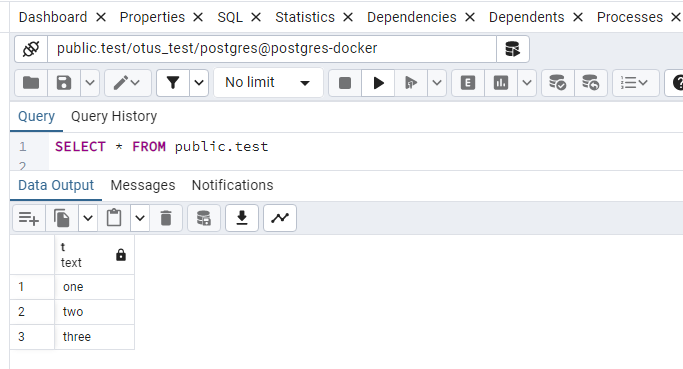 Dashboard Properties SQL Statistics Dependencies Dependents Processes
public.test/otus_test/postgres@postgres-docker
No limit
E
?
Query Query History
1 SELECT * FROM public.test
2
Data Output Messages Notifications
t
text
1 one
2 two
3 three